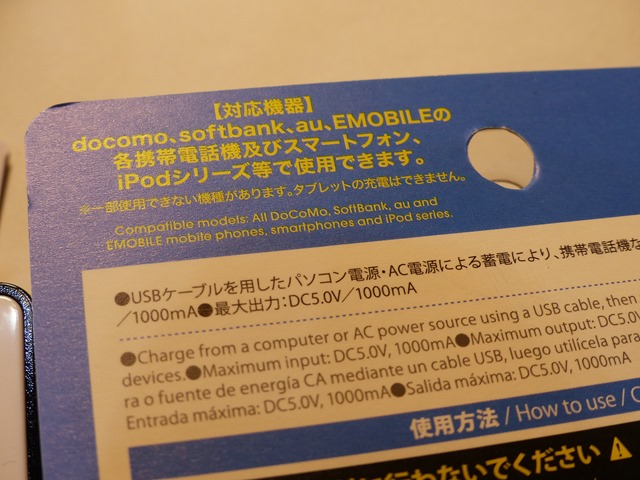 【対応機器】
docomo、softbank、au、EMOBILEの
各携帯電話機及びスマートフォン、
iPodシリーズ等で使用できます。
※一部使用できない機種があります。タブレットの充電はできません。
Compatible models: All DoCoMo, SoftBank, au and
EMOBILE mobile phones, smartphones and iPod series.
●USBケーブルを用したパソコン電源・AC電源による蓄電により、携帯電話機な
/1000mA●最大出力：DC5.0V/1000mA
●Charge from a computer or AC power source using a USB cable, then
devices.●Maximum input: DC5.0V, 1000mA●Maximum output: DC5.0V
ra o fuente de energía CA mediante un cable USB, luego utilícela para
Entrada máxima: DC5.0V, 1000mA●Salida máxima: DC5.0V, 1000mA
使用方法 / How to use /
行わないでください